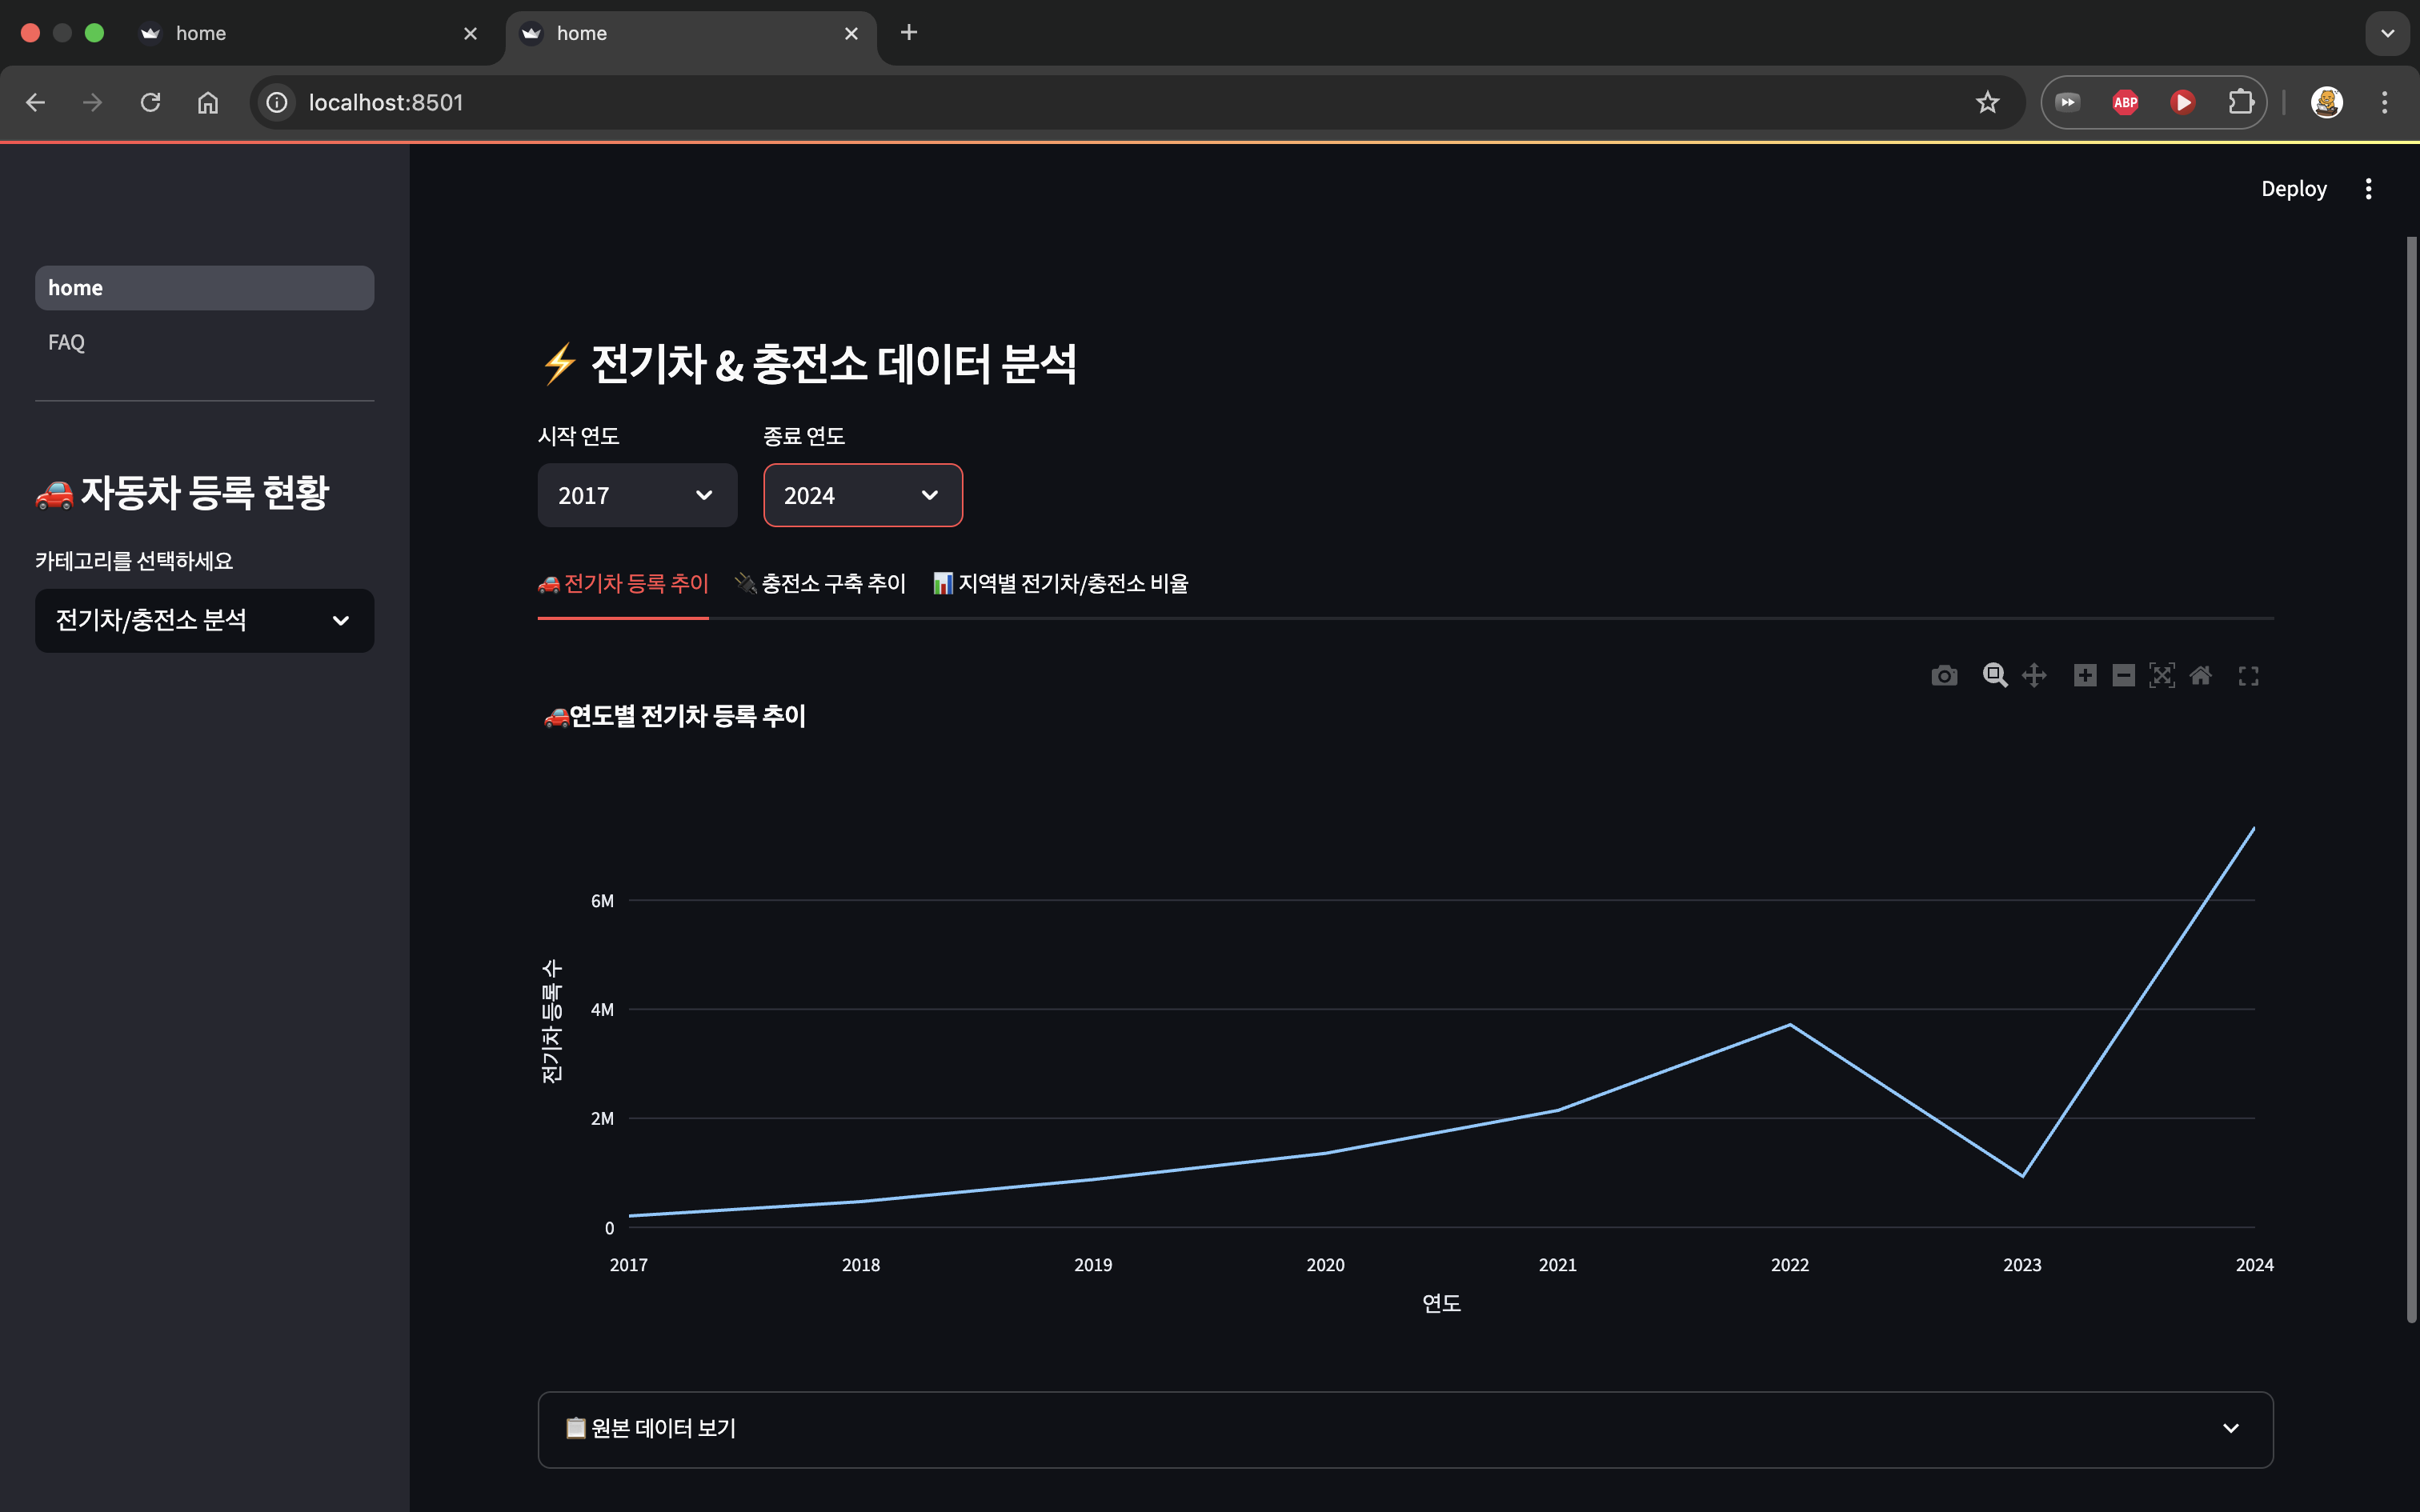 home
home
localhost:8501
ABP
Deploy
home
FAQ
🚗 자동차 등록 현황
카테고리를 선택하세요
전기차/충전소 분석
⚡ 전기차 & 충전소 데이터 분석
시작 연도 종료 연도
2017 2024
🚗 전기차 등록 추이 🔌 충전소 구축 추이 📊 지역별 전기차/충전소 비율
🚗연도별 전기차 등록 추이
6M
4M
2M
0
전기차 등록 수
2017 2018 2019 2020 2021 2022 2023 2024
연도
📋 원본 데이터 보기